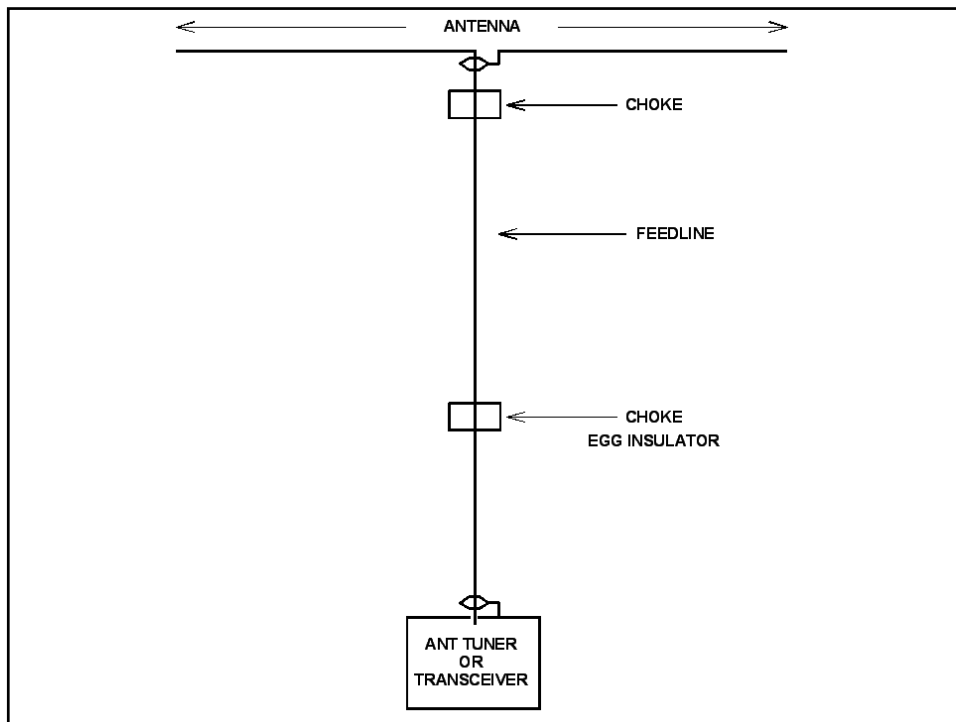 ANTENNA
CHOKE
FEEDLINE
CHOKE
EGG INSULATOR
ANT TUNER
OR
TRANSCEIVER